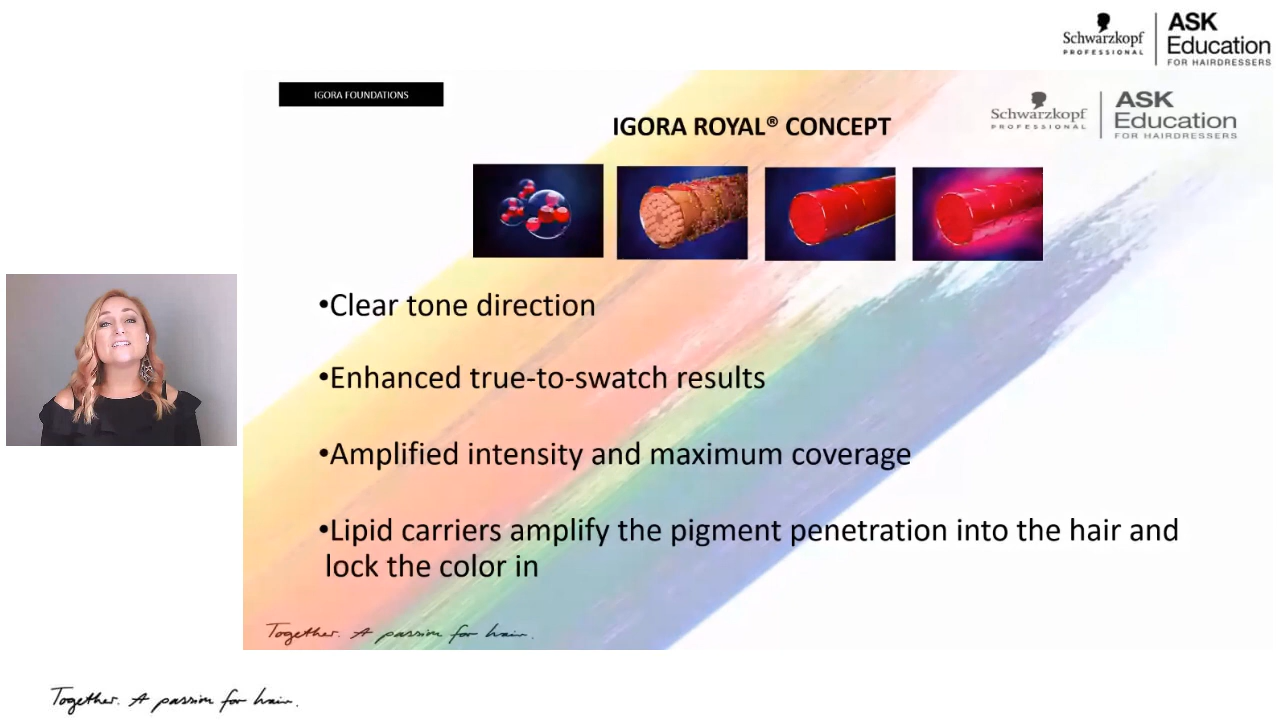 Schwarzkopf
PROFESSIONAL
ASK
Education
FOR HAIRDRESSERS
IGORA FOUNDATIONS
Schwarzkopf
PROFESSIONAL
ASK
Education
FOR HAIRDRESSERS
IGORA ROYAL® CONCEPT
•Clear tone direction
•Enhanced true-to-swatch results
•Amplified intensity and maximum coverage
•Lipid carriers amplify the pigment penetration into the hair and
lock the color in
Together. A passion for hair.
Together. A passion for hair.